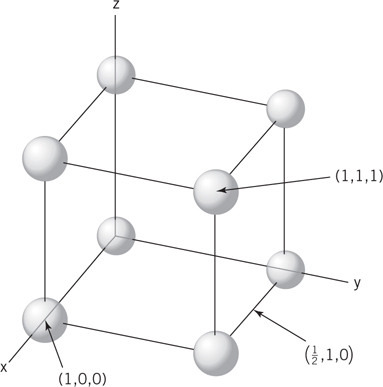 z
(1,1,1)
y
(½,1,0)
x
(1,0,0)